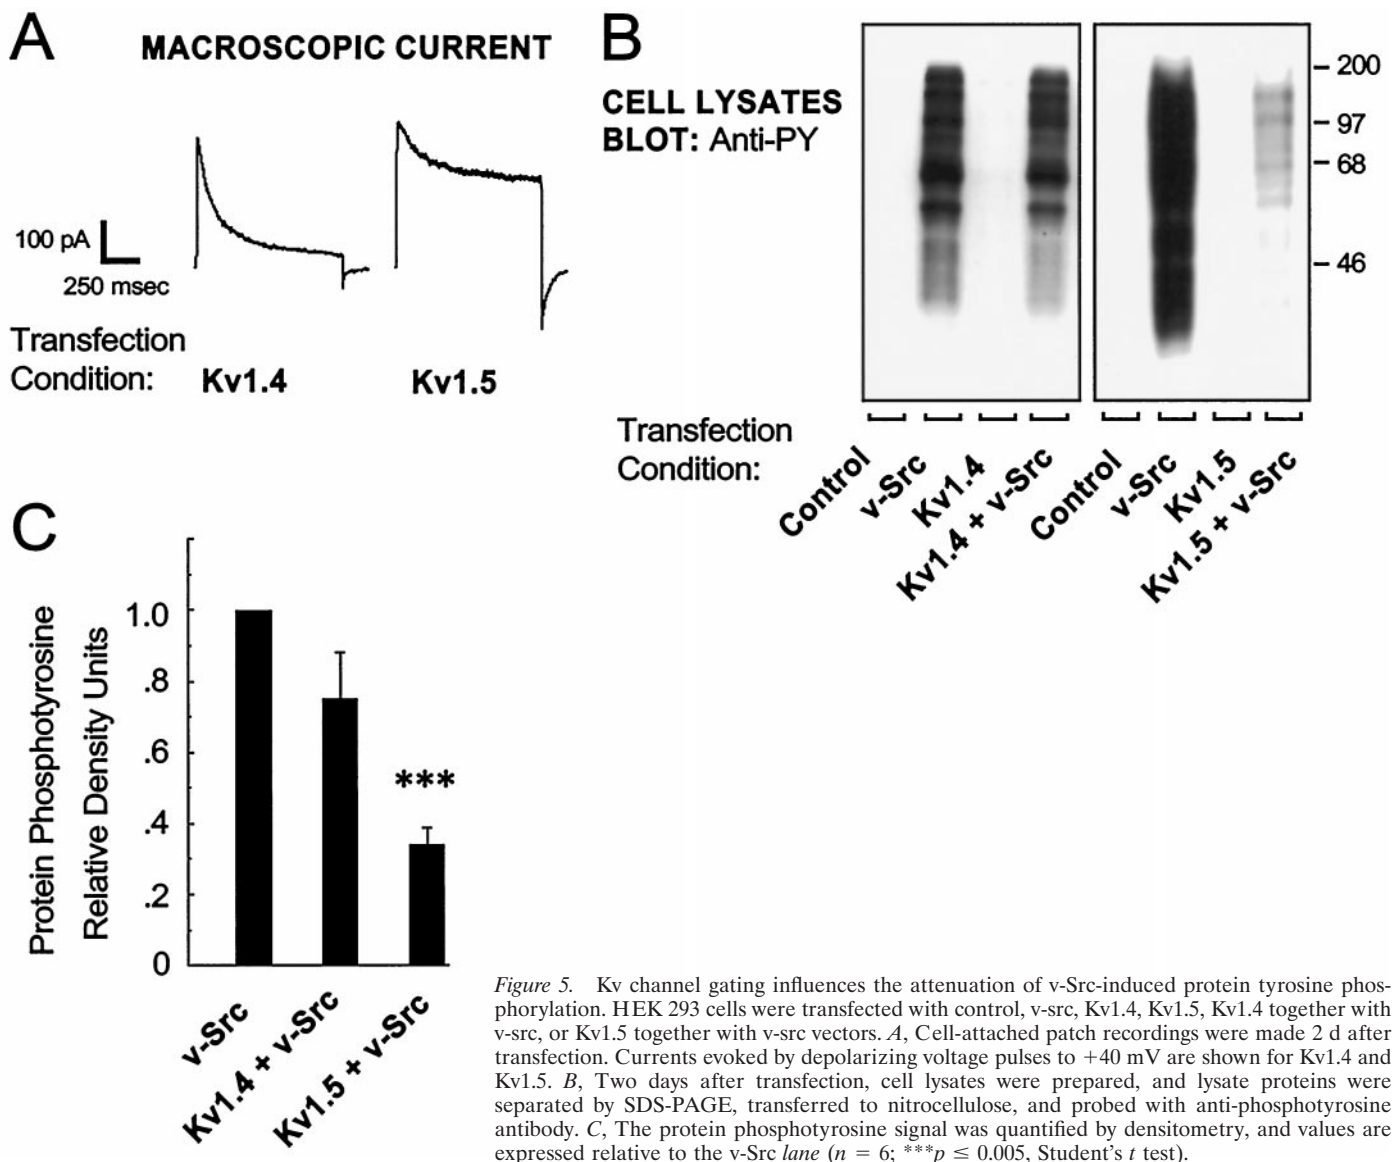 A
MACROSCOPIC CURRENT
100 pA
250 msec
Transfection
Condition:
Kv1.4
Kv1.5
B
CELL LYSATES
BLOT: Anti-PY
200
97
68
46
Transfection
Condition:
Control
v-Src
Kv1.4
Kv1.4 + v-Src
Control
v-Src
Kv1.5
Kv1.5 + v-Src
C
Protein Phosphotyrosine
Relative Density Units
1.0
.8
.6
.4
.2
0
***
v-Src
Kv1.4 + v-Src
Kv1.5 + v-Src
Figure 5. Kv channel gating influences the attenuation of v-Src-induced protein tyrosine phos-
phorylation. HEK 293 cells were transfected with control, v-src, Kv1.4, Kv1.5, Kv1.4 together with
v-src, or Kv1.5 together with v-src vectors. A, Cell-attached patch recordings were made 2 d after
transfection. Currents evoked by depolarizing voltage pulses to +40 mV are shown for Kv1.4 and
Kv1.5. B, Two days after transfection, cell lysates were prepared, and lysate proteins were
separated by SDS-PAGE, transferred to nitrocellulose, and probed with anti-phosphotyrosine
antibody. C, The protein phosphotyrosine signal was quantified by densitometry, and values are
expressed relative to the v-Src lane (n = 6; ***p ≤ 0.005, Student's t test).